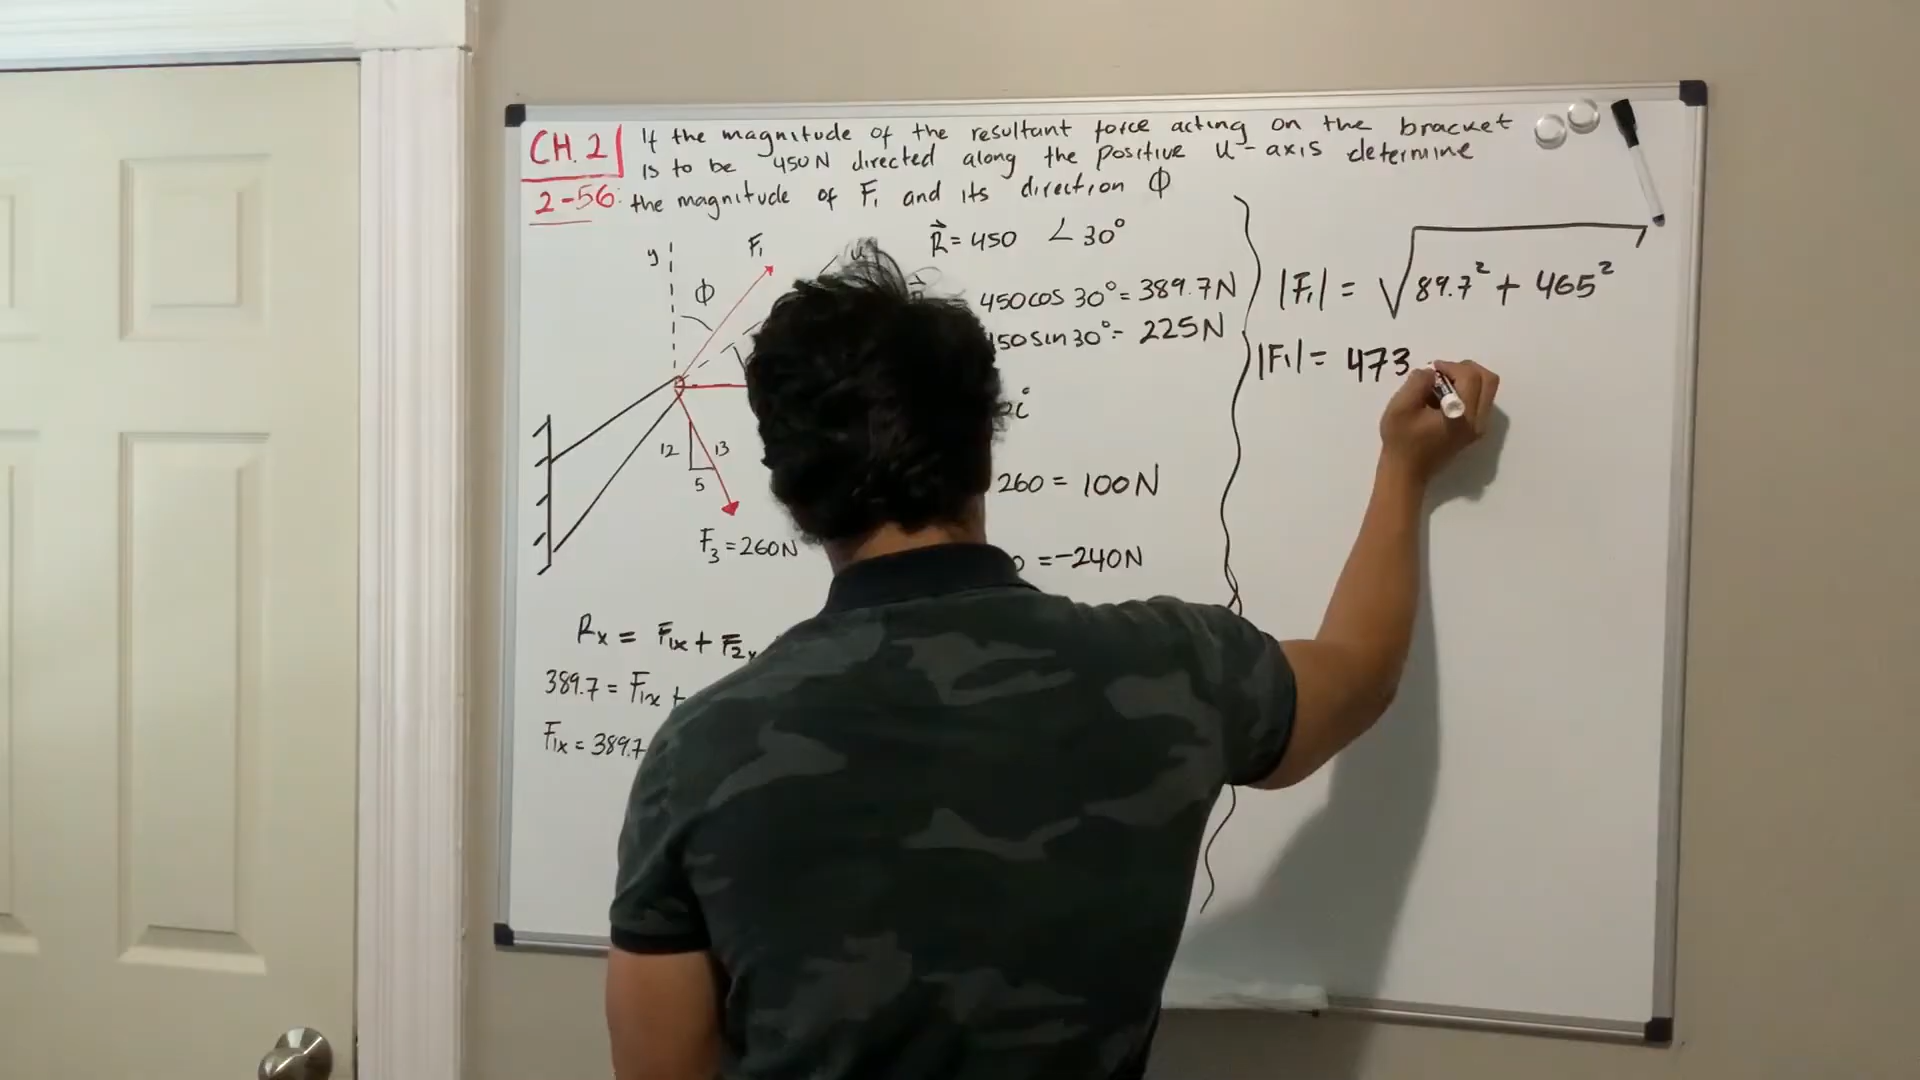 CH. 2
If the magnitude of the resultant force acting on the bracket
is to be 450N directed along the positive u-axis determine
2-56: the magnitude of F₁ and its direction ϕ
y
F₁
u
ϕ
12
13
5
F₃=260N
R⃗ = 450 ∠30°
450cos 30°= 389.7N
50sin30°= 225N
i
260 = 100N
= -240N
Rₓ = F₁ₓ + F₂ₓ
389.7 = F₁ₓ +
F₁ₓ = 389.7
|F₁| = √89.7² + 465²
|F₁| = 473